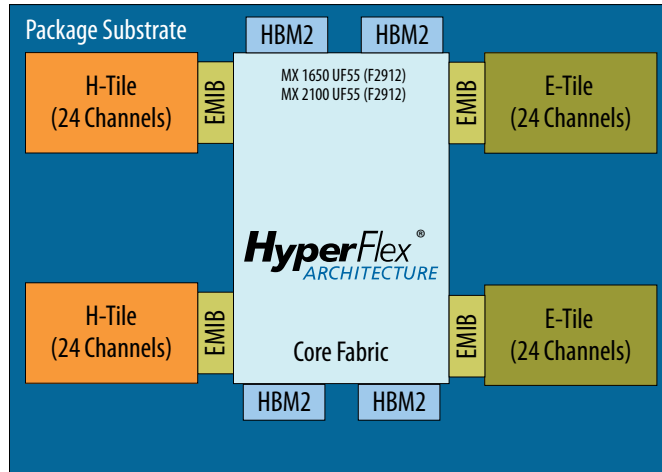 Package Substrate
HBM2
HBM2
H-Tile
(24 Channels)
EMIB
MX 1650 UF55 (F2912)
MX 2100 UF55 (F2912)
EMIB
E-Tile
(24 Channels)
HyperFlex®
ARCHITECTURE
H-Tile
(24 Channels)
EMIB
Core Fabric
EMIB
E-Tile
(24 Channels)
HBM2
HBM2